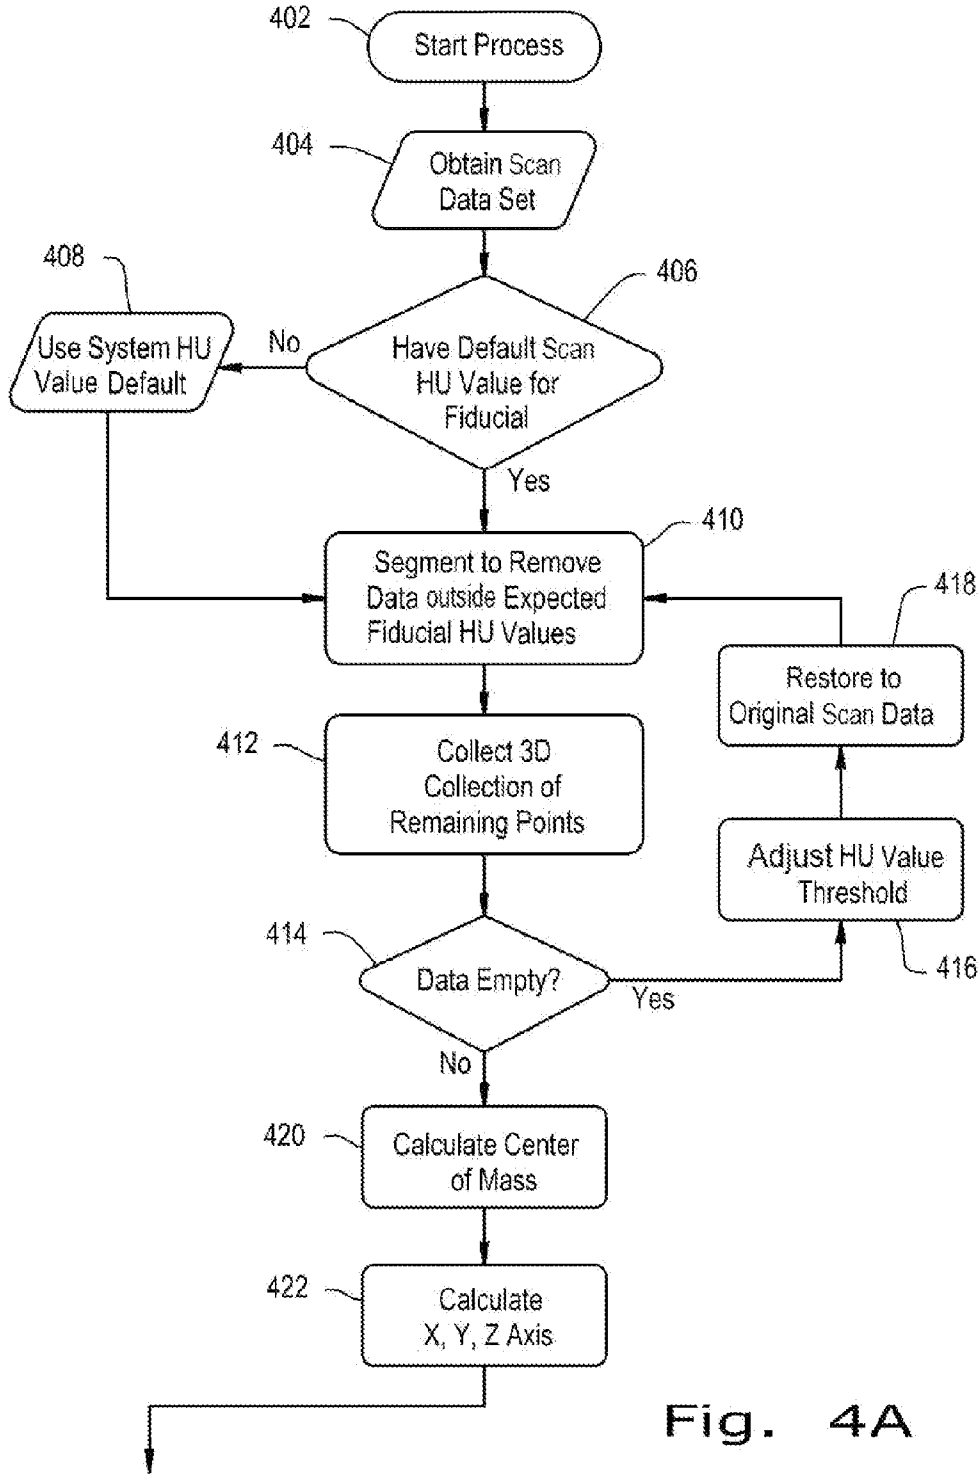 402
Start Process
404
Obtain Scan
Data Set
408
406
Use System HU
Value Default
No
Have Default Scan
HU Value for
Fiducial
Yes
410
Segment to Remove
Data outside Expected
Fiducial HU Values
418
Restore to
Original Scan Data
412
Collect 3D
Collection of
Remaining Points
Adjust HU Value
Threshold
414
416
Data Empty?
Yes
No
420
Calculate Center
of Mass
422
Calculate
X, Y, Z Axis
Fig. 4A